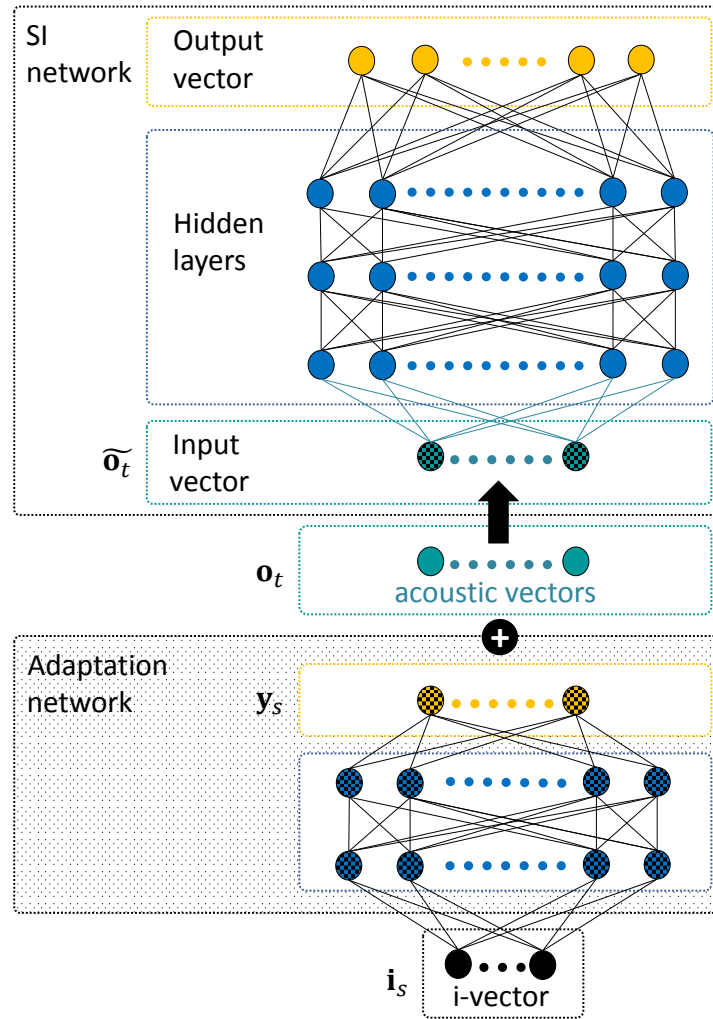 SI
network
Output
vector
Hidden
layers
õ_t
Input
vector
o_t
acoustic vectors
+
Adaptation
network
y_s
i_s
i-vector